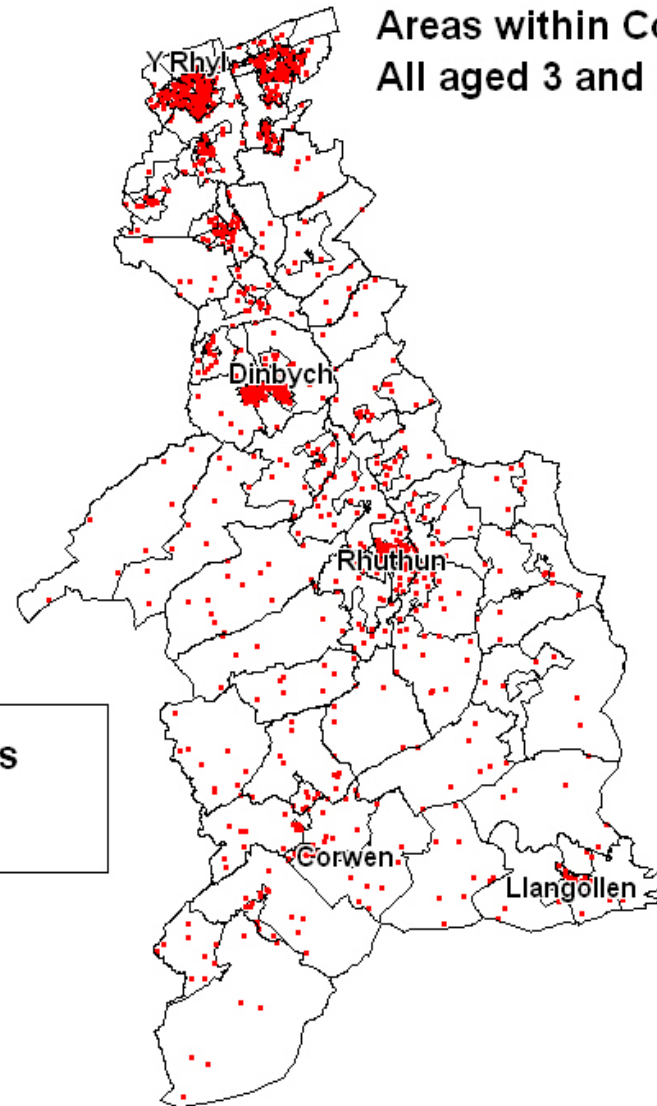 Areas within Co
All aged 3 and
Y Rhyl
Dinbych
Rhuthun
s
Corwen
Llangollen